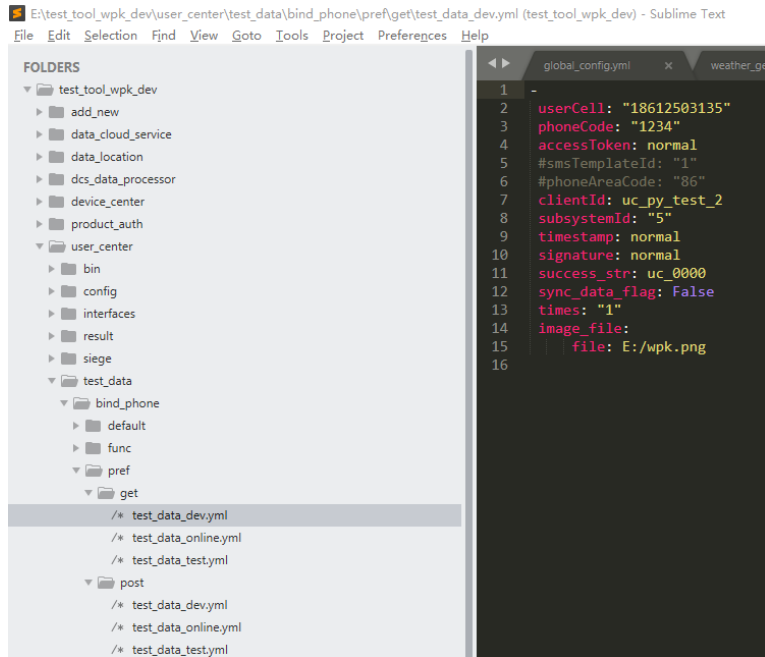 E:\test_tool_wpk_dev\user_center\test_data\bind_phone\pref\get\test_data_dev.yml (test_tool_wpk_dev) - Sublime Text
File Edit Selection Find View Goto Tools Project Preferences Help
FOLDERS
test_tool_wpk_dev
add_new
data_cloud_service
data_location
dcs_data_processor
device_center
product_auth
user_center
bin
config
interfaces
result
siege
test_data
bind_phone
default
func
pref
get
/* test_data_dev.yml
/* test_data_online.yml
/* test_data_test.yml
post
/* test_data_dev.yml
/* test_data_online.yml
/* test_data_test.yml
global_config.yml × weather_ge
1 -
2 userCell: "18612503135"
3 phoneCode: "1234"
4 accessToken: normal
5 #smsTemplateId: "1"
6 #phoneAreaCode: "86"
7 clientId: uc_py_test_2
8 subsystemId: "5"
9 timestamp: normal
10 signature: normal
11 success_str: uc_0000
12 sync_data_flag: False
13 times: "1"
14 image_file:
15 file: E:/wpk.png
16